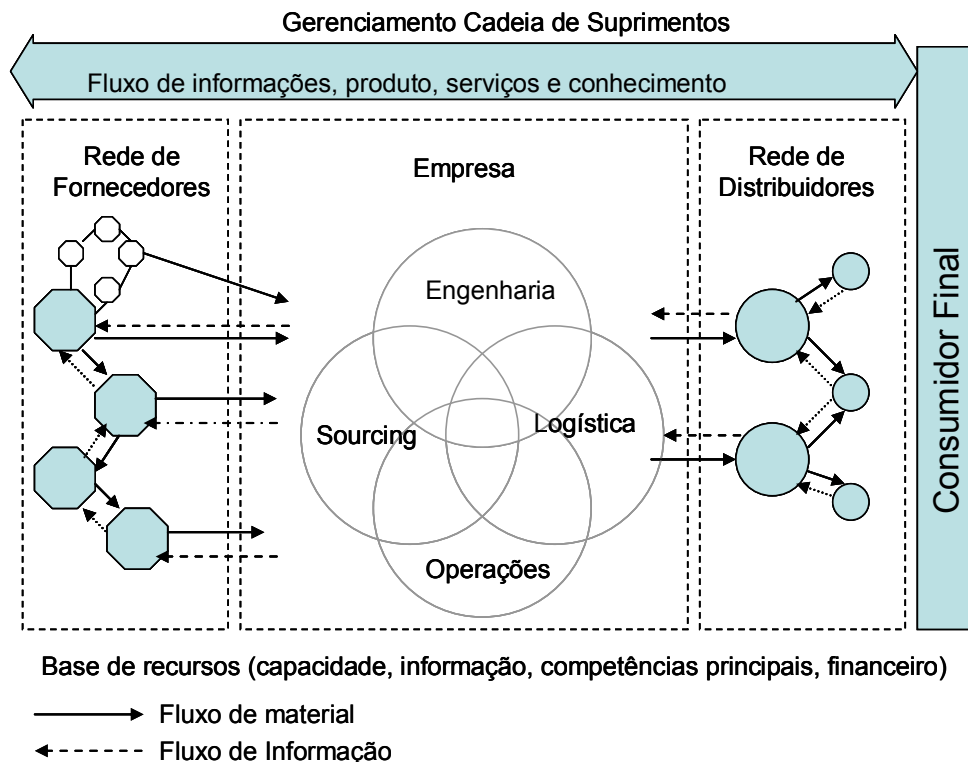 Gerenciamento Cadeia de Suprimentos
Fluxo de informações, produto, serviços e conhecimento
Rede de
Fornecedores
Empresa
Rede de
Distribuidores
Engenharia
Sourcing
Logística
Operações
Consumidor Final
Base de recursos (capacidade, informação, competências principais, financeiro)
Fluxo de material
Fluxo de Informação